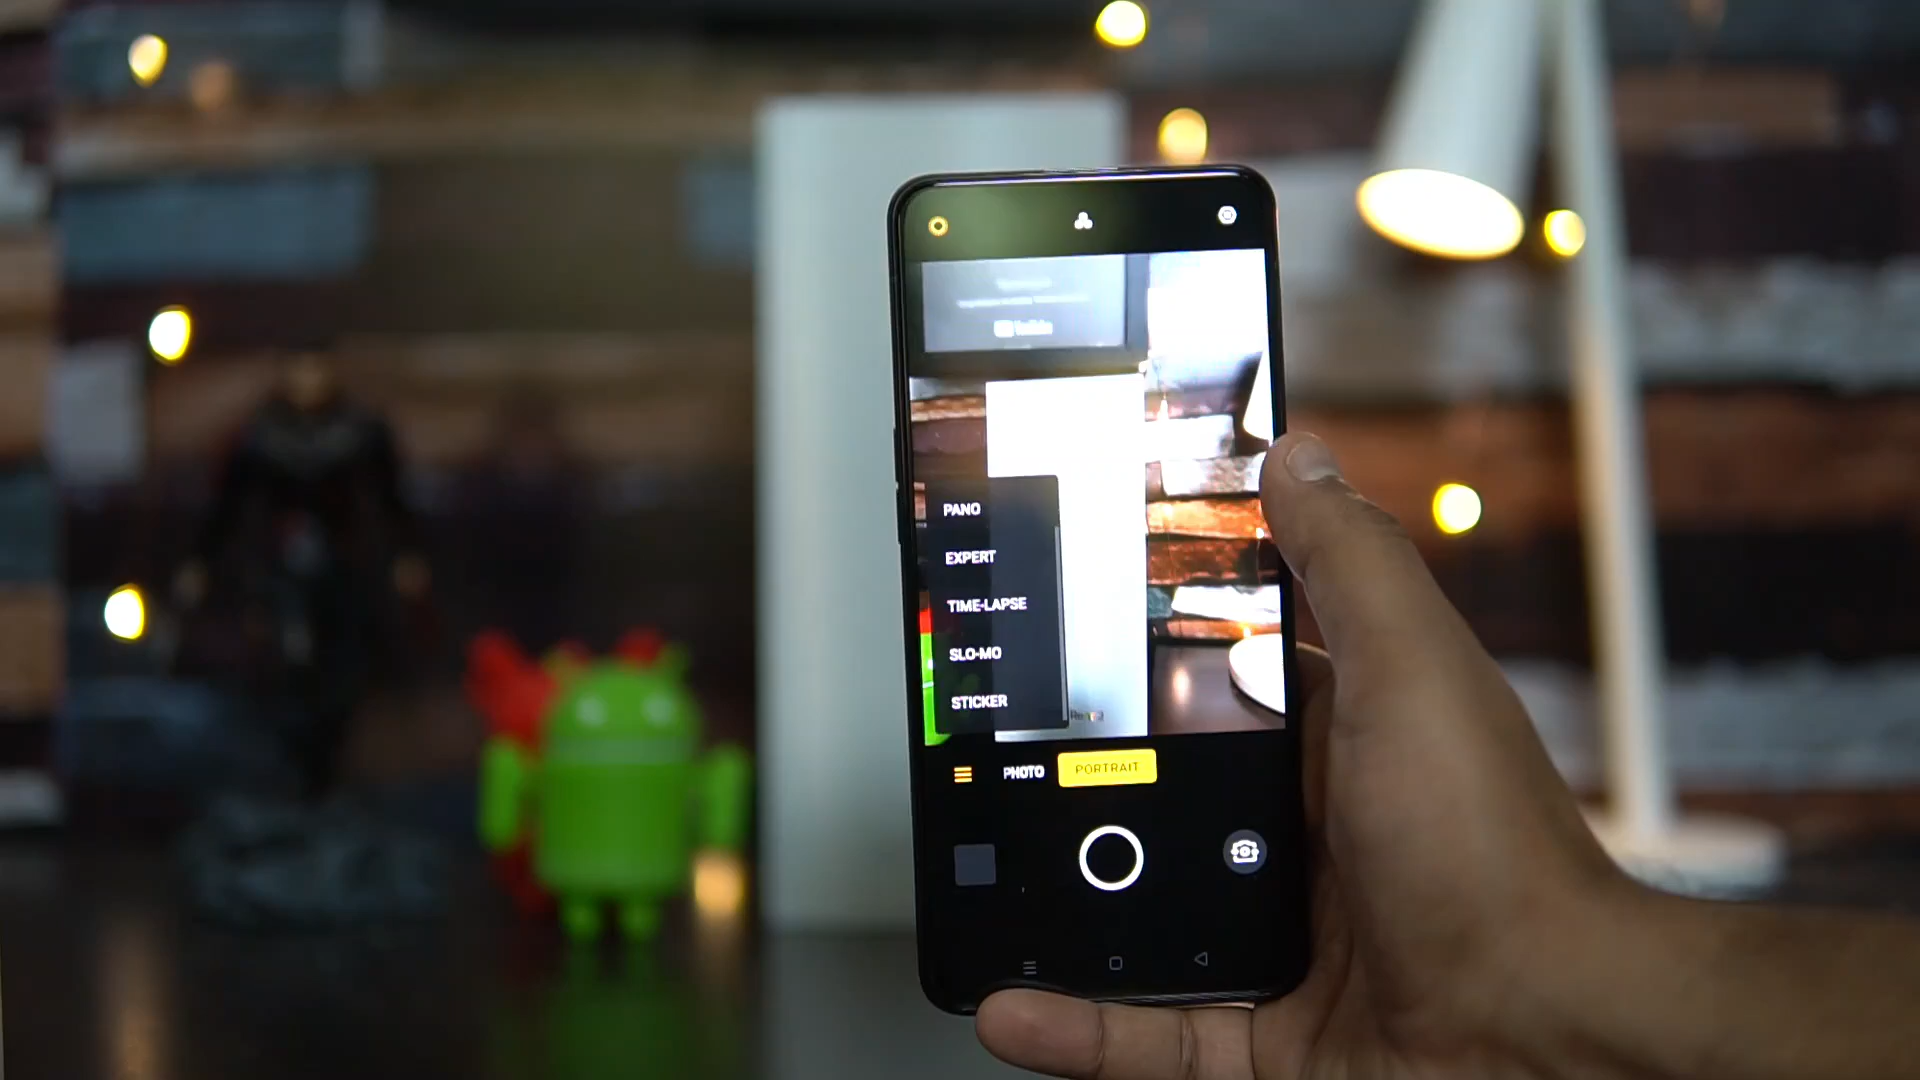 PANO
EXPERT
TIME-LAPSE
SLO-MO
STICKER
PHOTO
PORTRAIT